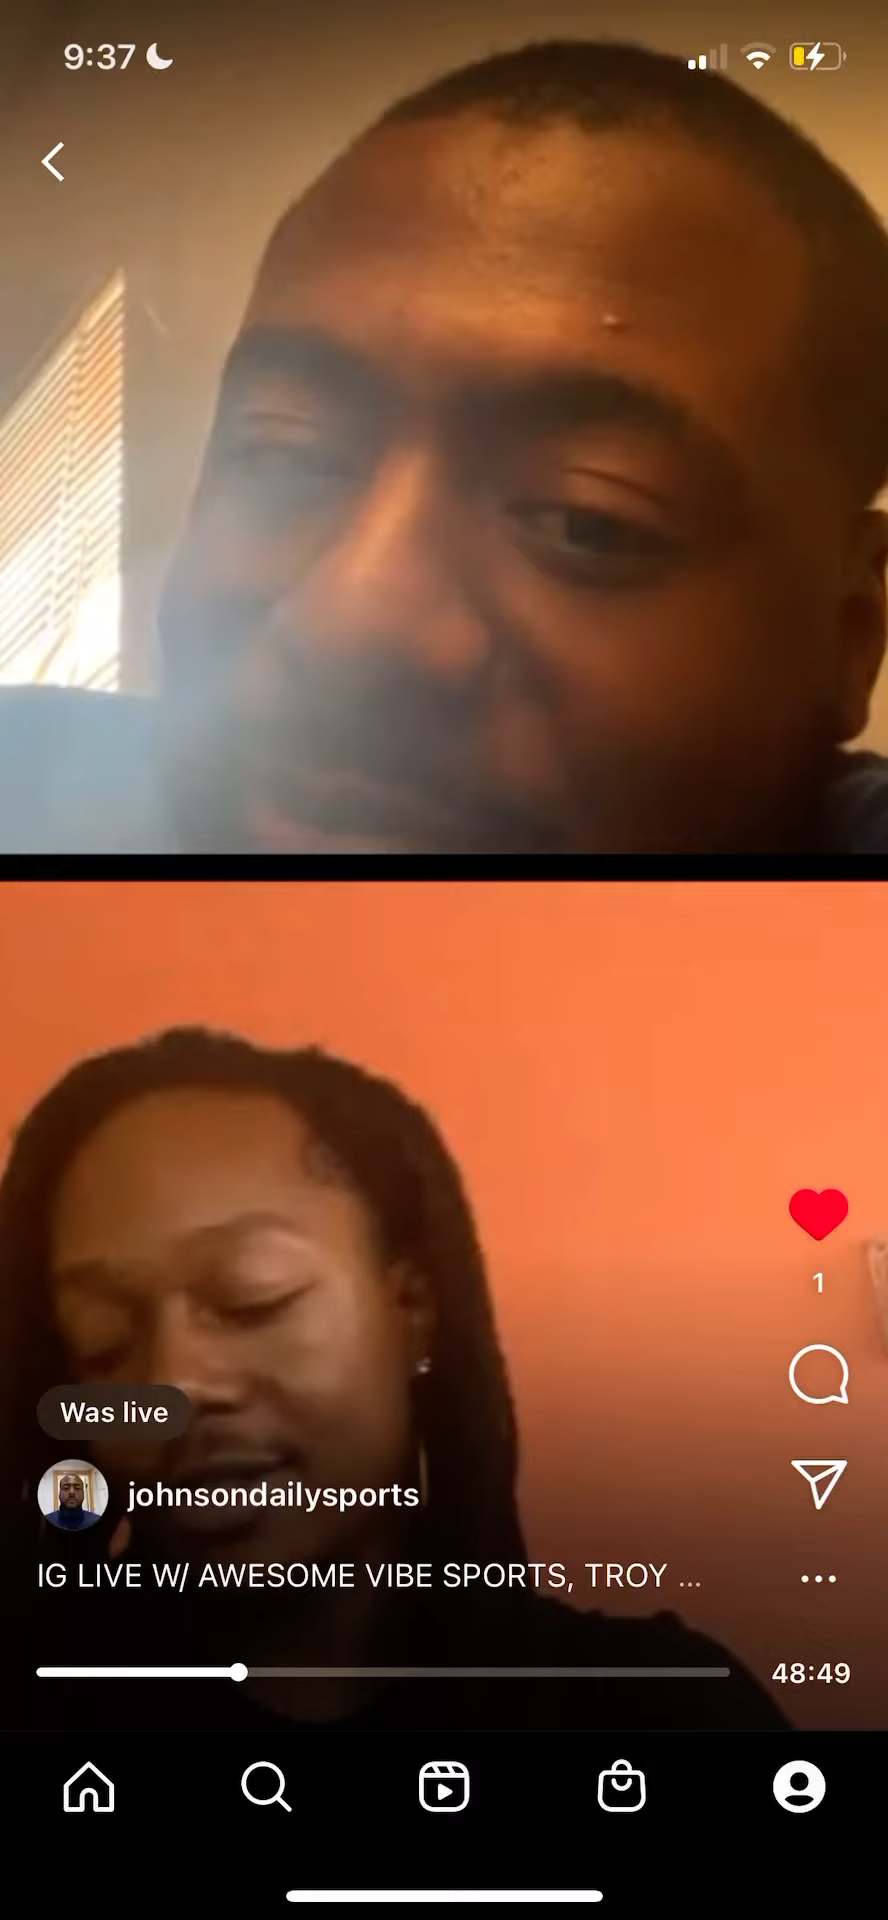 9:37
1
Was live
johnsondailysports
IG LIVE W/ AWESOME VIBE SPORTS, TROY ...
48:49